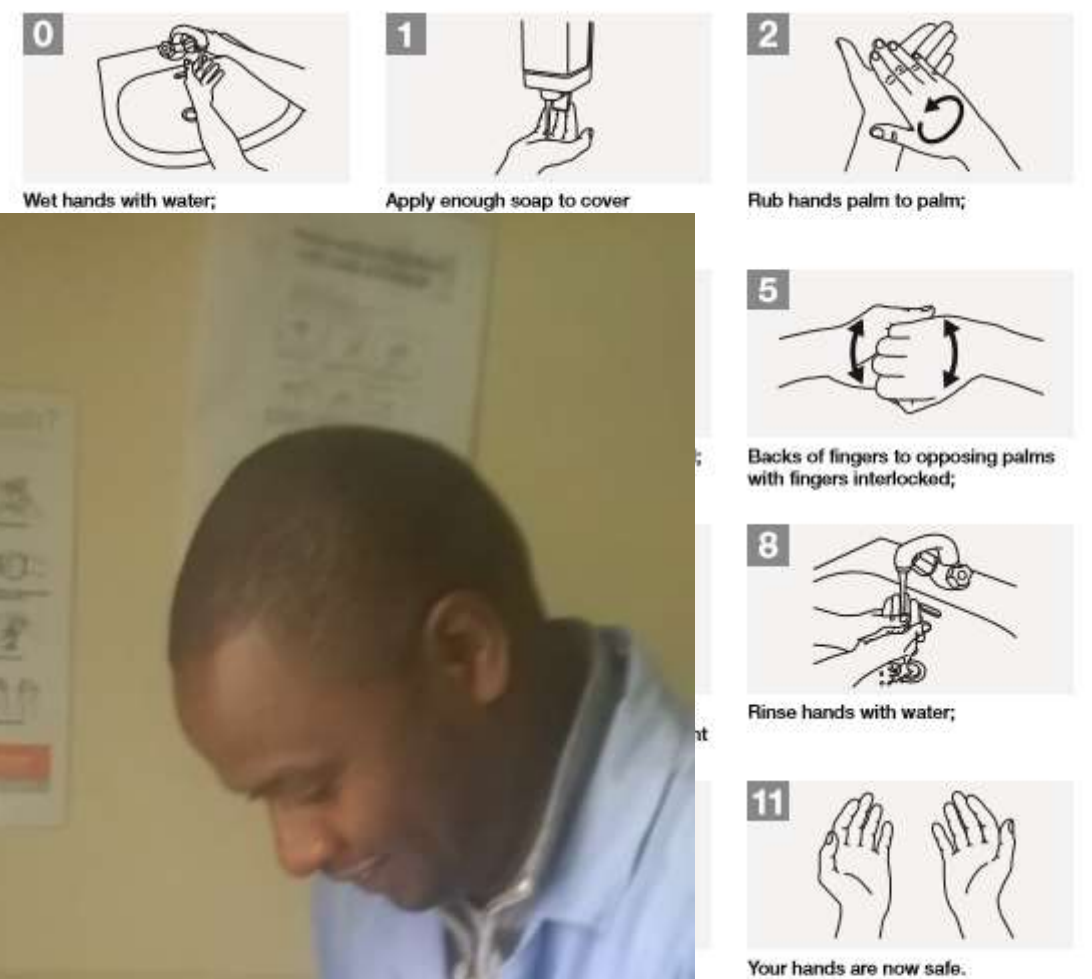 0
1
2
Wet hands with water;
Apply enough soap to cover
Rub hands palm to palm;
5
;
Backs of fingers to opposing palms
with fingers interlocked;
8
Rinse hands with water;
nt
11
Your hands are now safe.